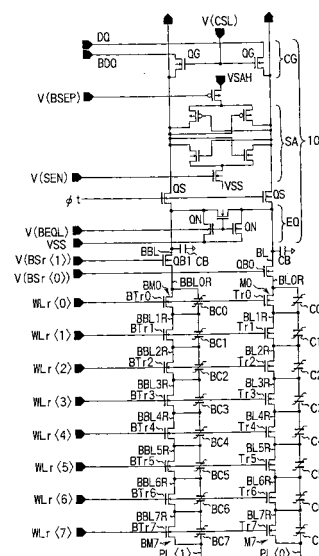 V(CSL)
DQ
BDQ
QG QG CG
VSAH
V(BSEP)
SA 10
V(SEN)
VSS
QS QS
φt
QN QN EQ
V(BEQL)
VSS
BBL BL
V(BSr⟨1⟩) QB1 CB CB
V(BSr⟨0⟩) QB0
BM0 BBL0R M0 BL0R
WLr⟨0⟩ BTr0 BC0 Tr0 C0
BBL1R BL1R
WLr⟨1⟩ BTr1 BC1 Tr1 C1
BBL2R BL2R
WLr⟨2⟩ BTr2 BC2 Tr2
BBL3R BL3R
WLr⟨3⟩ BTr3 BC3 Tr3
BBL4R BL4R
WLr⟨4⟩ BTr4 BC4 Tr4
BBL5R BL5R
WLr⟨5⟩ BTr5 BC5 Tr5
BBL6R BL6R
WLr⟨6⟩ BTr6 BC6 Tr6
BBL7R BL7R
WLr⟨7⟩ BTr7 BC7 Tr7
BM7 PL⟨1⟩ M7 PL⟨0⟩